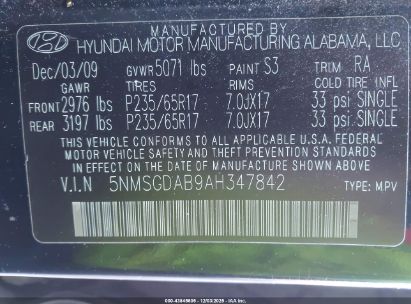 MANUFACTURED BY
HYUNDAI MOTOR MANUFACTURING ALABAMA, LLC
Dec/03/09 GVWR 5071 lbs PAINT S3 TRIM RA
GAWR TIRES RIMS COLD TIRE INFL
FRONT 2976 lbs P235/65R17 7.0JX17 33 psi SINGLE
REAR 3197 lbs P235/65R17 7.0JX17 33 psi SINGLE
THIS VEHICLE CONFORMS TO ALL APPLICABLE U.S.A. FEDERAL
MOTOR VEHICLE SAFETY AND THEFT PREVENTION STANDARDS
IN EFFECT ON THE DATE OF MANUFACTURE SHOWN ABOVE.
V.I.N 5NMSGDAB9AH347842 TYPE: MPV